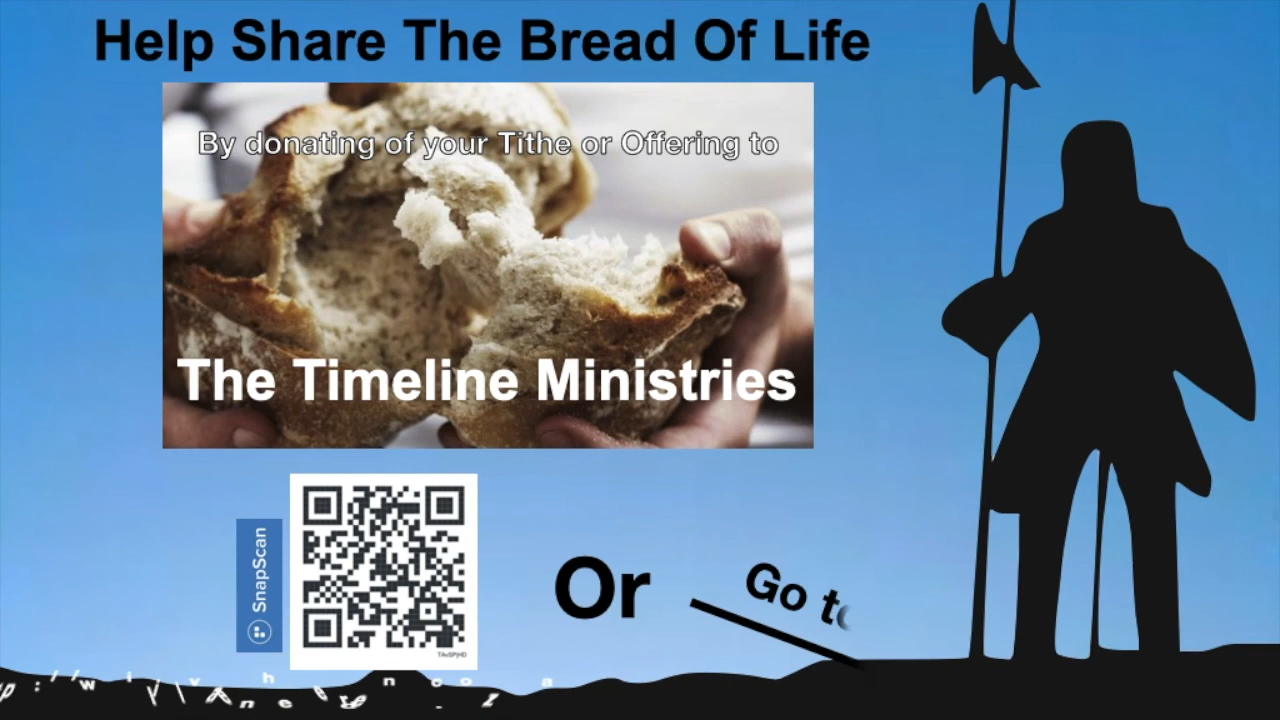 Help Share The Bread Of Life
By donating of your Tithe or Offering to
The Timeline Ministries
SnapScan
Or
Go to